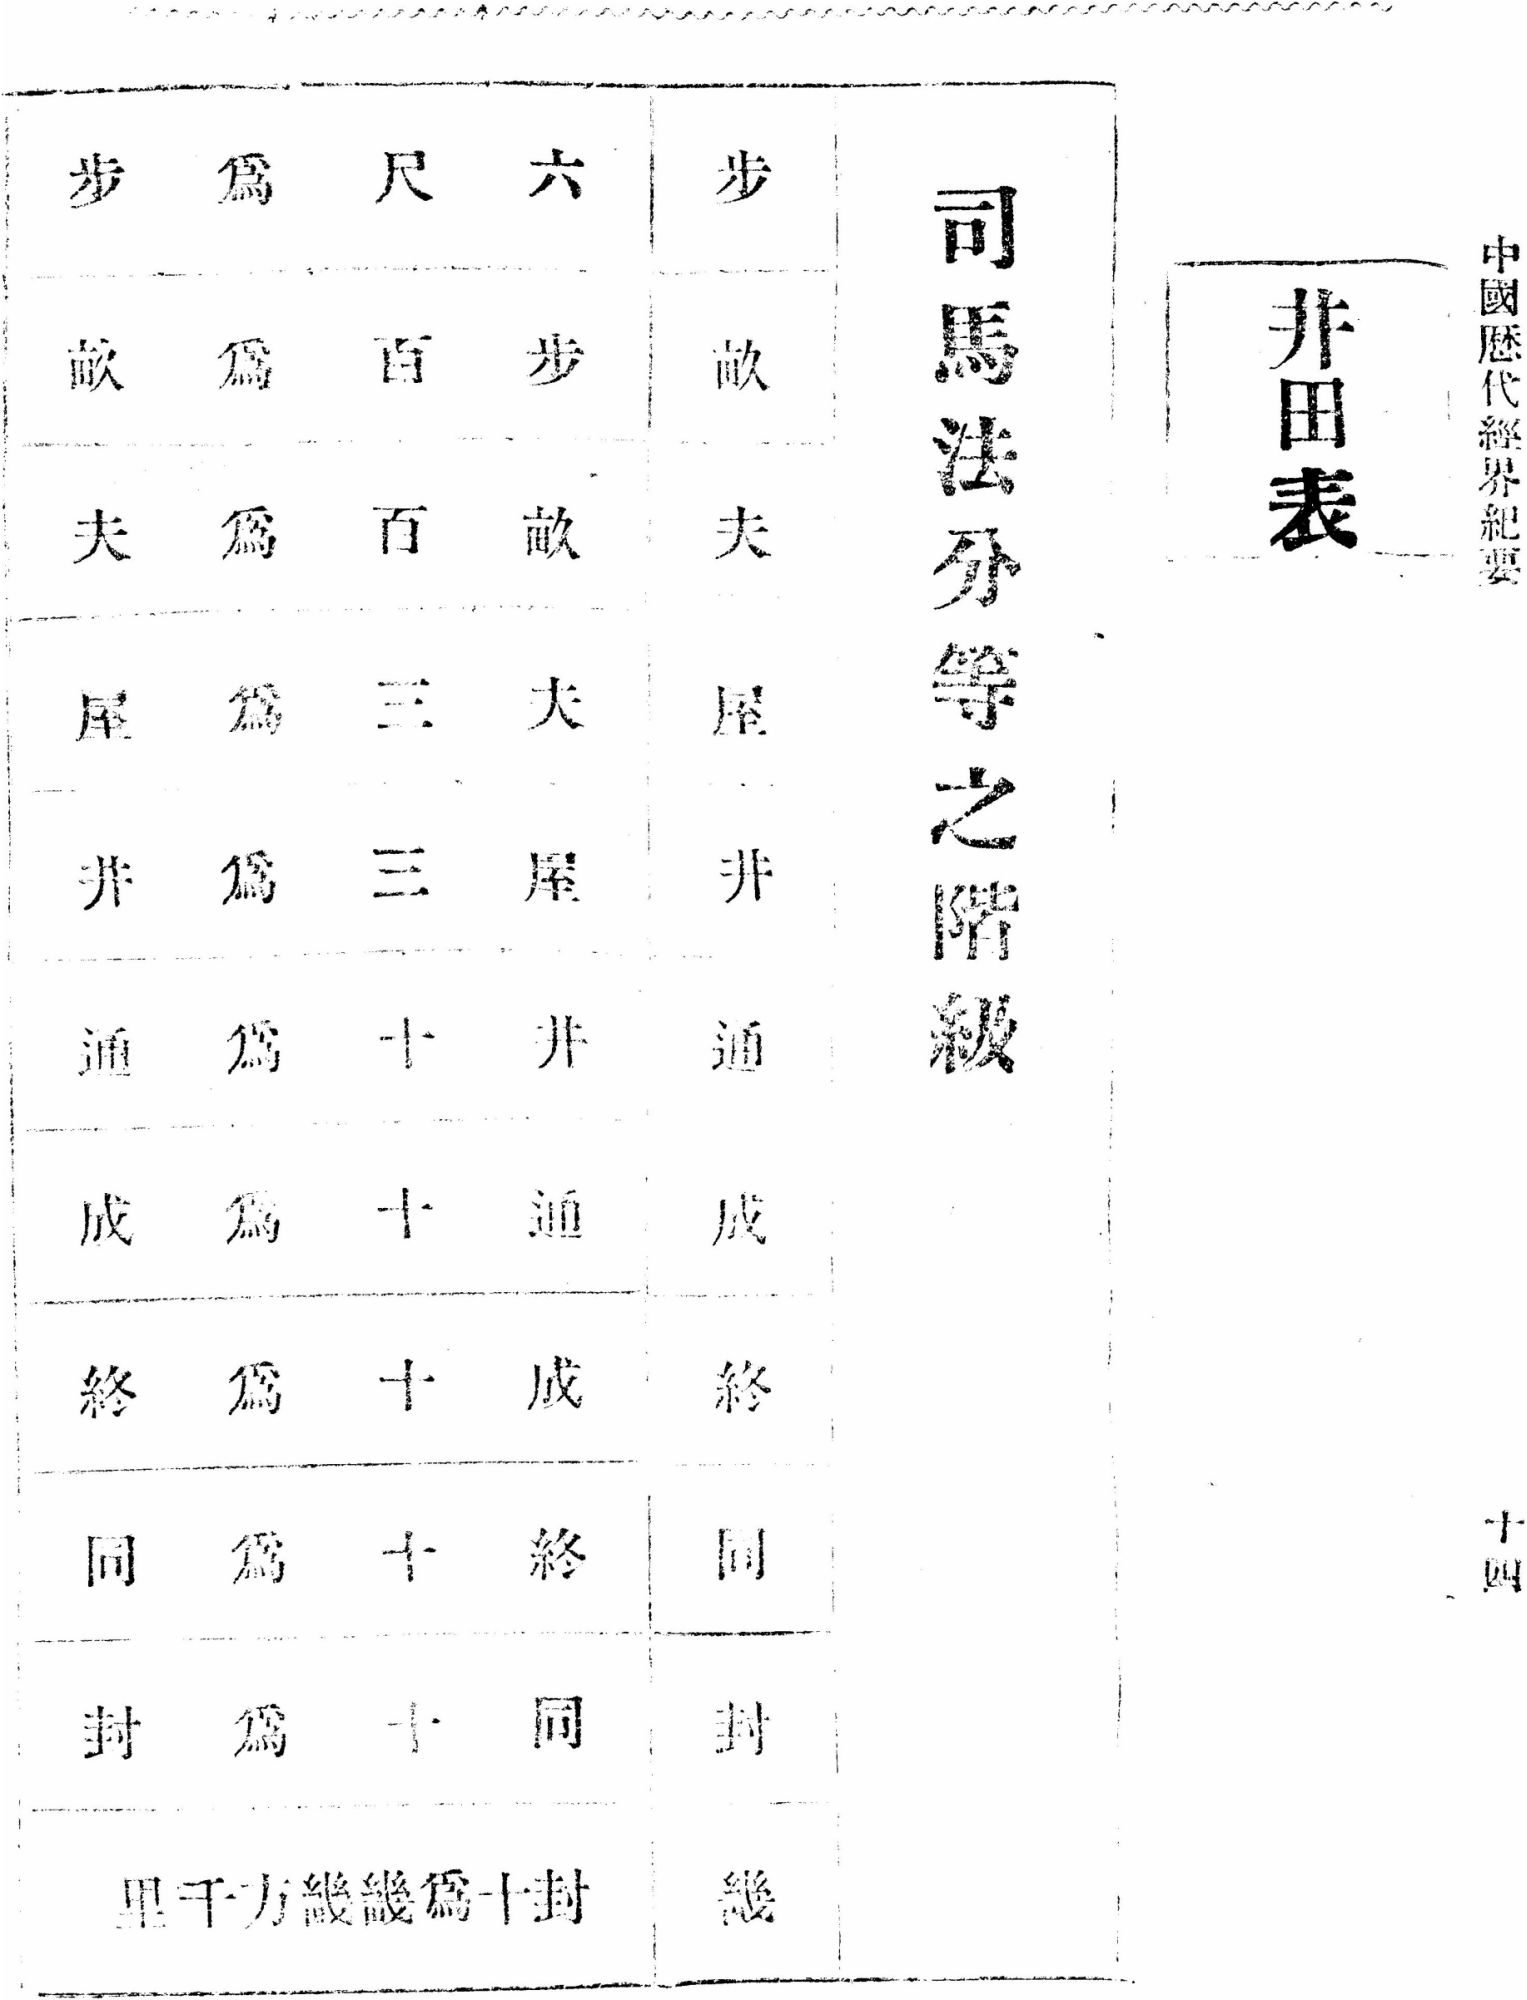 中國歷代經界紀要
十四
井田表
司馬法分等之階級
步
六尺為步
畝
步百為畝
夫
畝百為夫
屋
夫三為屋
井
屋三為井
通
井十為通
成
通十為成
終
成十為終
同
終十為同
封
同十為封
畿
封十為畿畿方千里